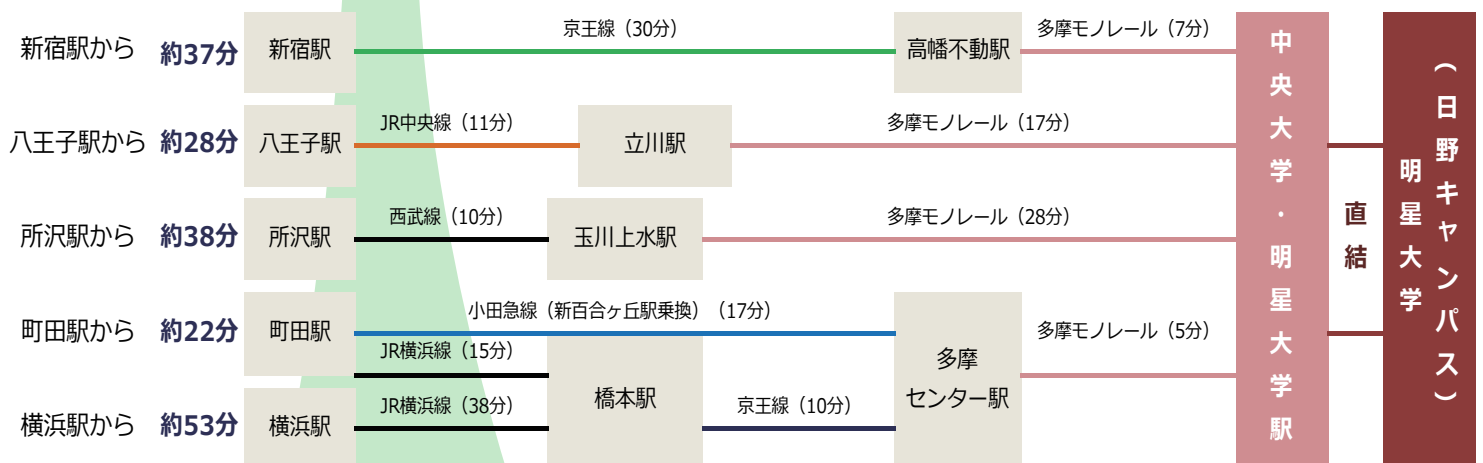 新宿駅から 約37分 新宿駅 京王線（30分） 高幡不動駅 多摩モノレール（7分）
八王子駅から 約28分 八王子駅 JR中央線（11分） 立川駅 多摩モノレール（17分）
所沢駅から 約38分 所沢駅 西武線（10分） 玉川上水駅 多摩モノレール（28分）
町田駅から 約22分 町田駅 小田急線（新百合ヶ丘駅乗換）（17分）
JR横浜線（15分）
横浜駅から 約53分 横浜駅 JR横浜線（38分） 橋本駅 京王線（10分）
多摩
センター駅
多摩モノレール（5分）
中央大学・明星大学駅
直結
明星大学
（日野キャンパス）